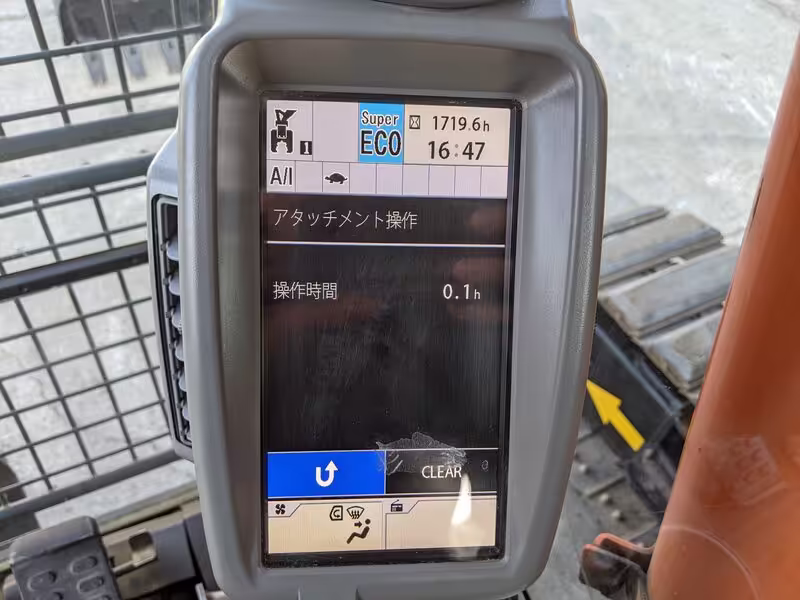 1
Super
ECO
1719.6h
16:47
A/I
アタッチメント操作
操作時間 0.1h
CLEAR